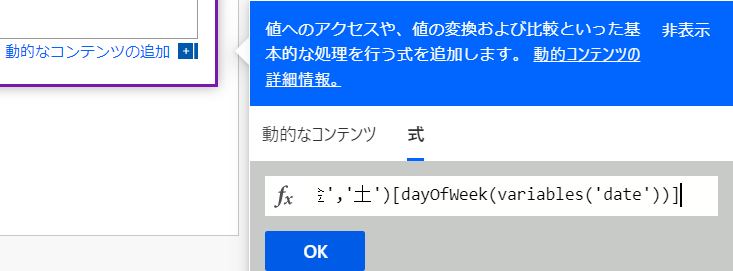 動的なコンテンツの追加
値へのアクセスや、値の変換および比較といった基
本的な処理を行う式を追加します。 動的コンテンツの
詳細情報。
非表示
動的なコンテンツ
式
fx
','土')[dayOfWeek(variables('date'))]
OK